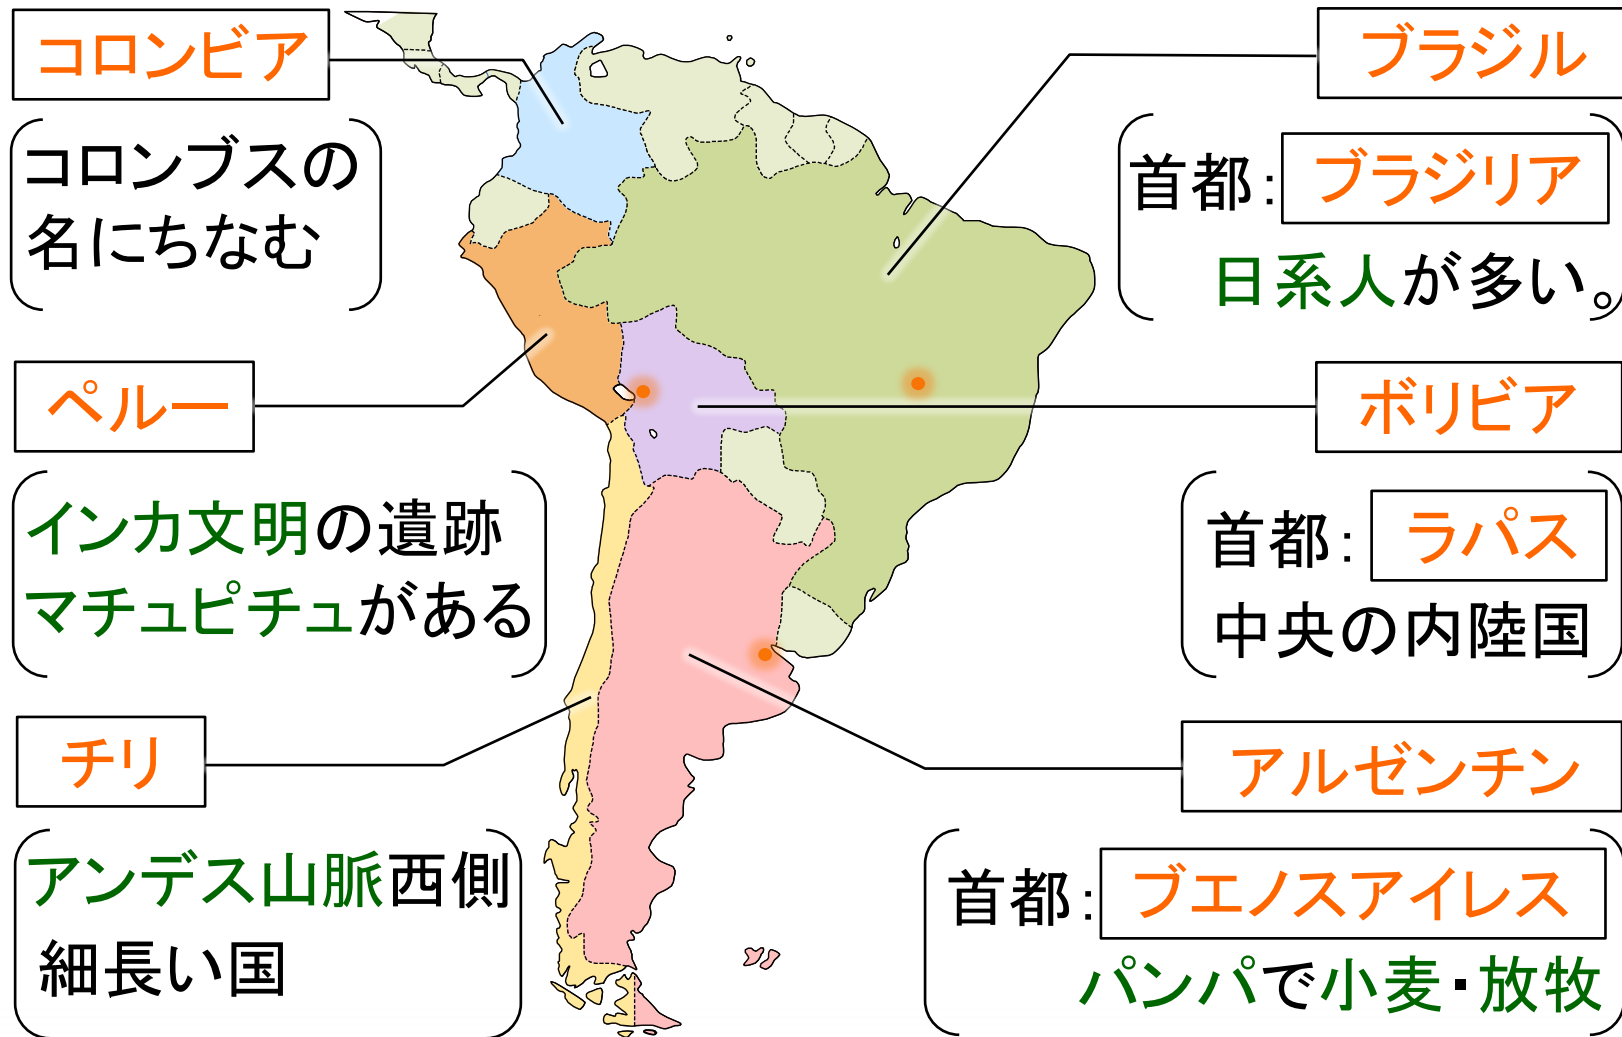 コロンビア
コロンブスの
名にちなむ
ペルー
インカ文明の遺跡
マチュピチュがある
チリ
アンデス山脈西側
細長い国
ブラジル
首都：ブラジリア
日系人が多い。
ボリビア
首都：ラパス
中央の内陸国
アルゼンチン
首都：ブエノスアイレス
パンパで小麦・放牧